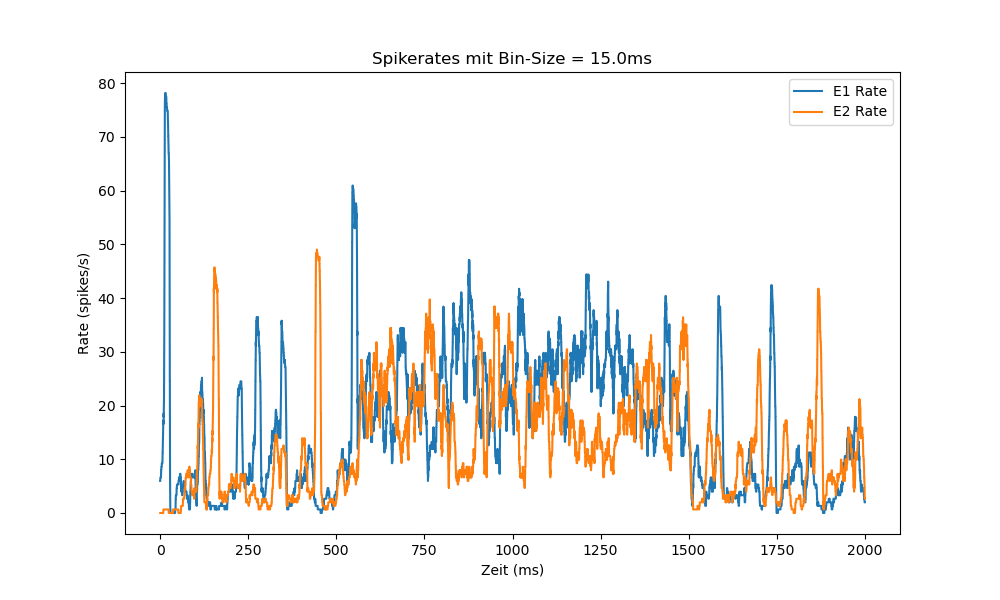 Spikerates mit Bin-Size = 15.0ms
E1 Rate
E2 Rate
80
70
60
50
40
30
20
10
0
Rate (spikes/s)
0 250 500 750 1000 1250 1500 1750 2000
Zeit (ms)